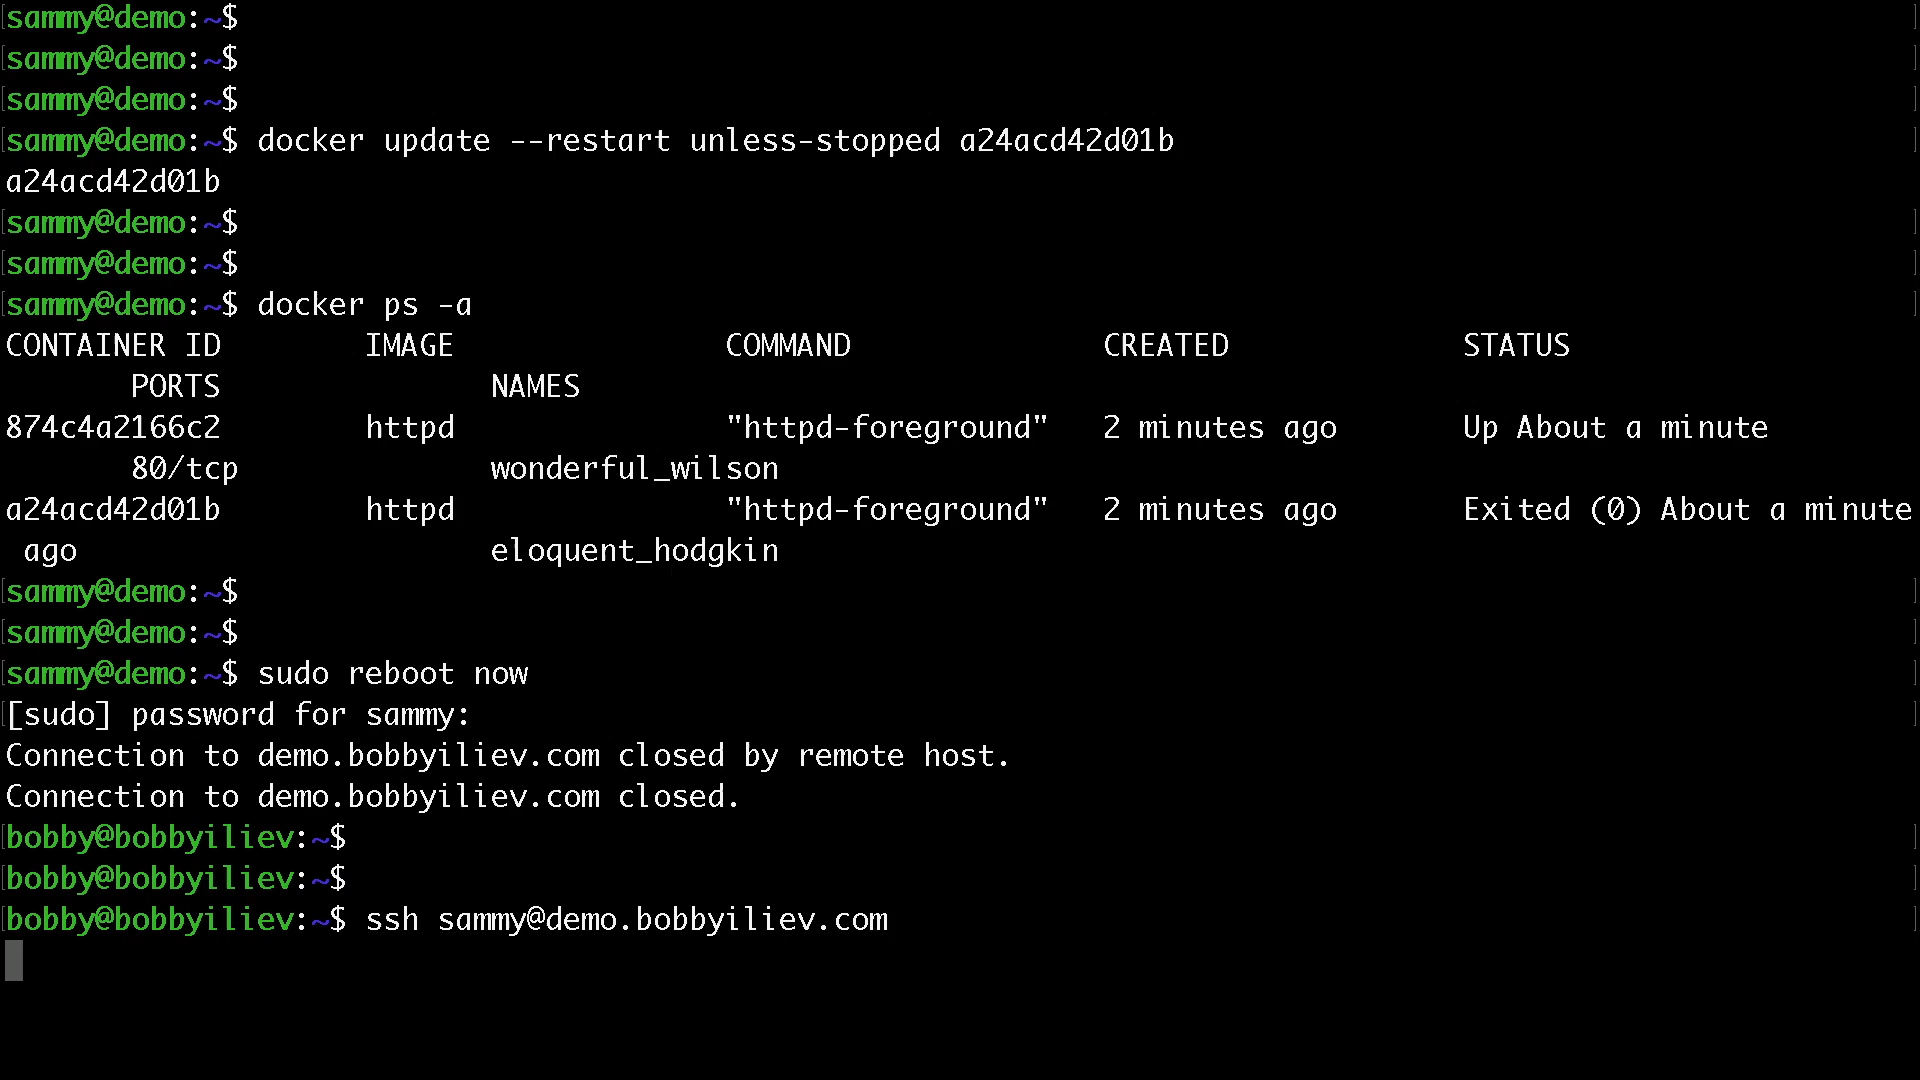 sammy@demo:~$
sammy@demo:~$
sammy@demo:~$
sammy@demo:~$ docker update --restart unless-stopped a24acd42d01b
a24acd42d01b
sammy@demo:~$
sammy@demo:~$
sammy@demo:~$ docker ps -a
CONTAINER ID        IMAGE               COMMAND              CREATED             STATUS
       PORTS               NAMES
874c4a2166c2        httpd               "httpd-foreground"   2 minutes ago       Up About a minute
       80/tcp              wonderful_wilson
a24acd42d01b        httpd               "httpd-foreground"   2 minutes ago       Exited (0) About a minute
 ago                       eloquent_hodgkin
sammy@demo:~$
sammy@demo:~$
sammy@demo:~$ sudo reboot now
[sudo] password for sammy:
Connection to demo.bobbyiliev.com closed by remote host.
Connection to demo.bobbyiliev.com closed.
bobby@bobbyiliev:~$
bobby@bobbyiliev:~$
bobby@bobbyiliev:~$ ssh sammy@demo.bobbyiliev.com